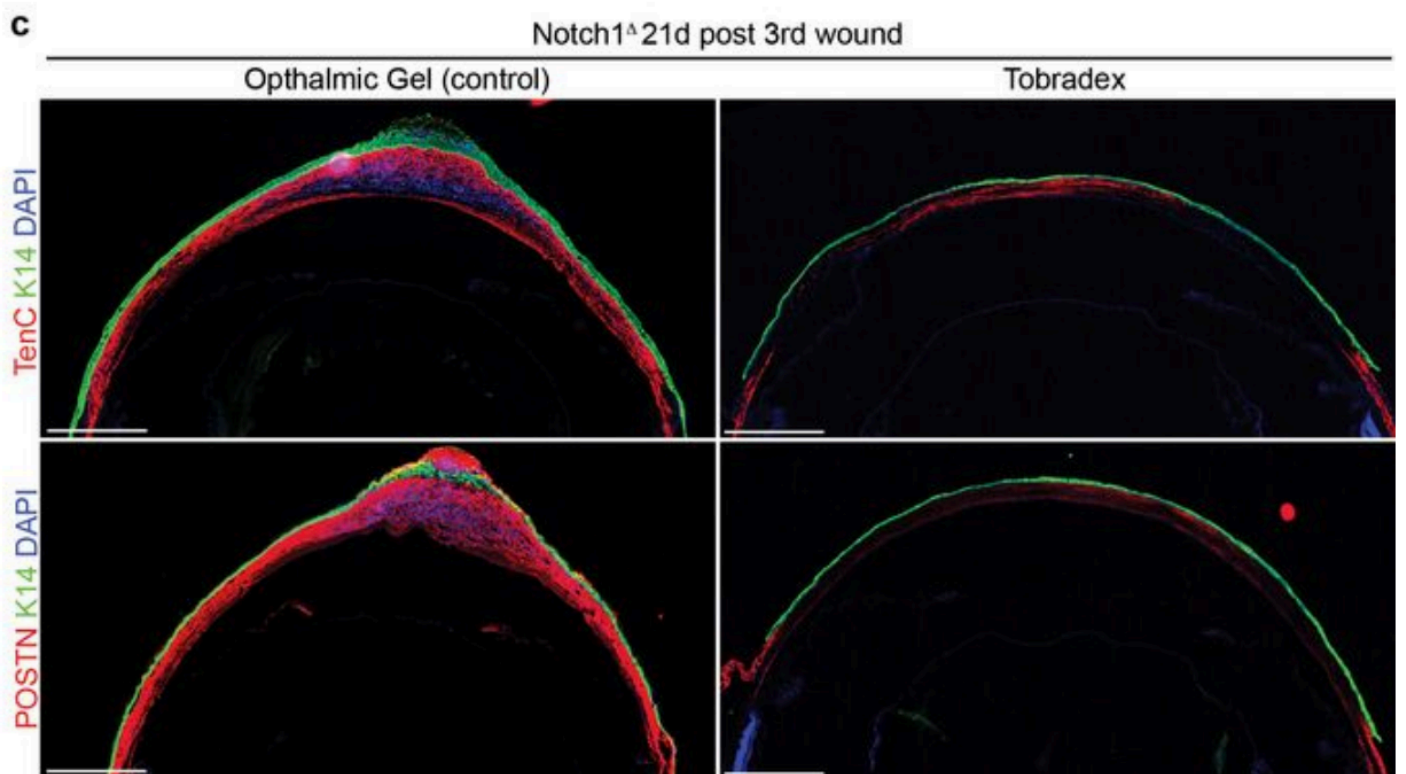 c
Notch1Δ 21d post 3rd wound
Opthalmic Gel (control)
Tobradex
TenC K14 DAPI
POSTN K14 DAPI